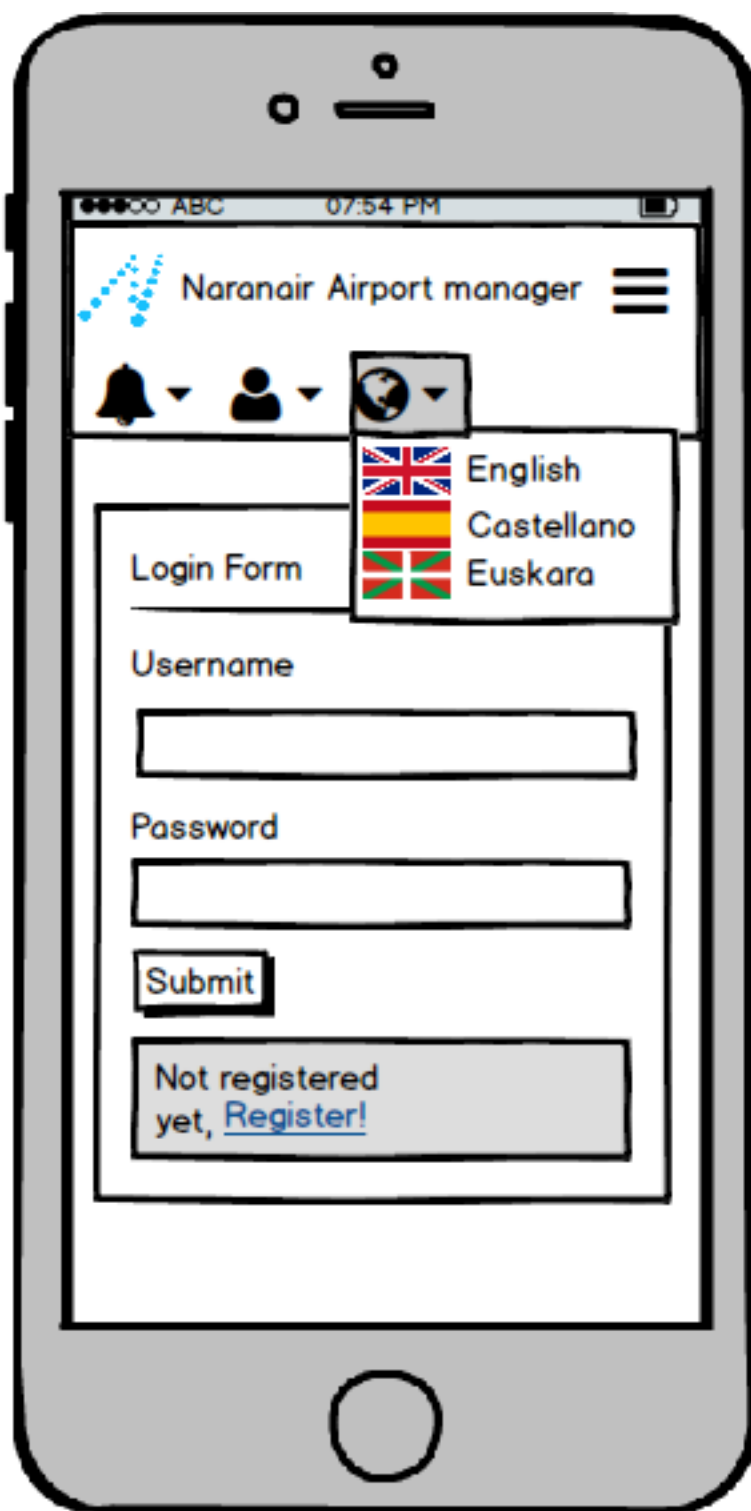 ABC 07:54 PM
Naranair Airport manager
English
Castellano
Euskara
Login Form
Username
Password
Submit
Not registered
yet, Register!